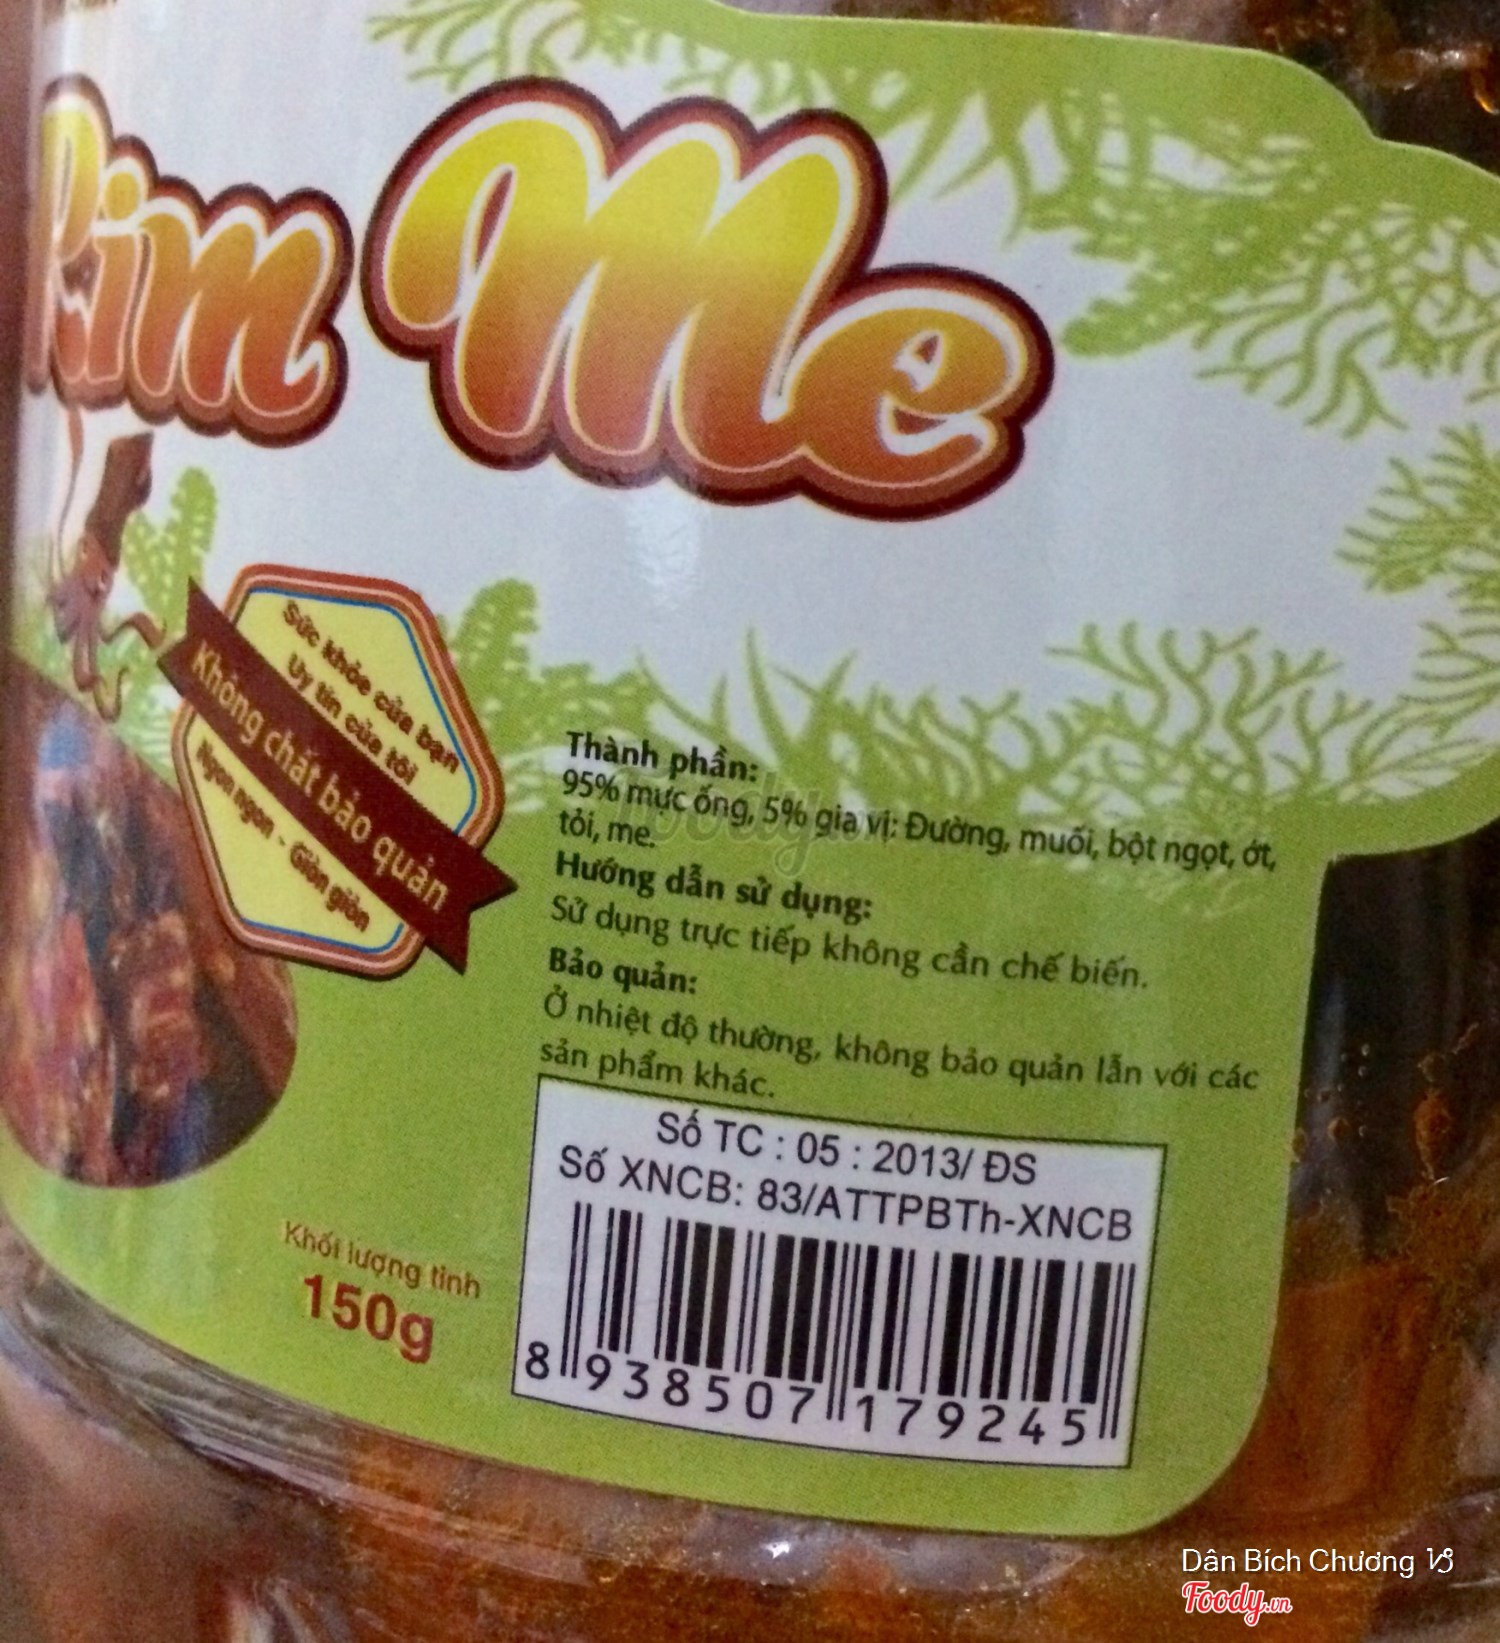 Rim Me
Sức khỏe của bạn
Uy tín của tôi
Không chất bảo quản
Ngon ngon - Giòn giòn
Thành phần:
95% mực ống, 5% gia vị: Đường, muối, bột ngọt, ớt,
tỏi, me.
Hướng dẫn sử dụng:
Sử dụng trực tiếp không cần chế biến.
Bảo quản:
Ở nhiệt độ thường, không bảo quản lẫn với các
sản phẩm khác.
Số TC : 05 : 2013/ ĐS
Số XNCB: 83/ATTPBTh-XNCB
8 938507 179245
Khối lượng tịnh
150g
Dân Bích Chương
Foody.vn